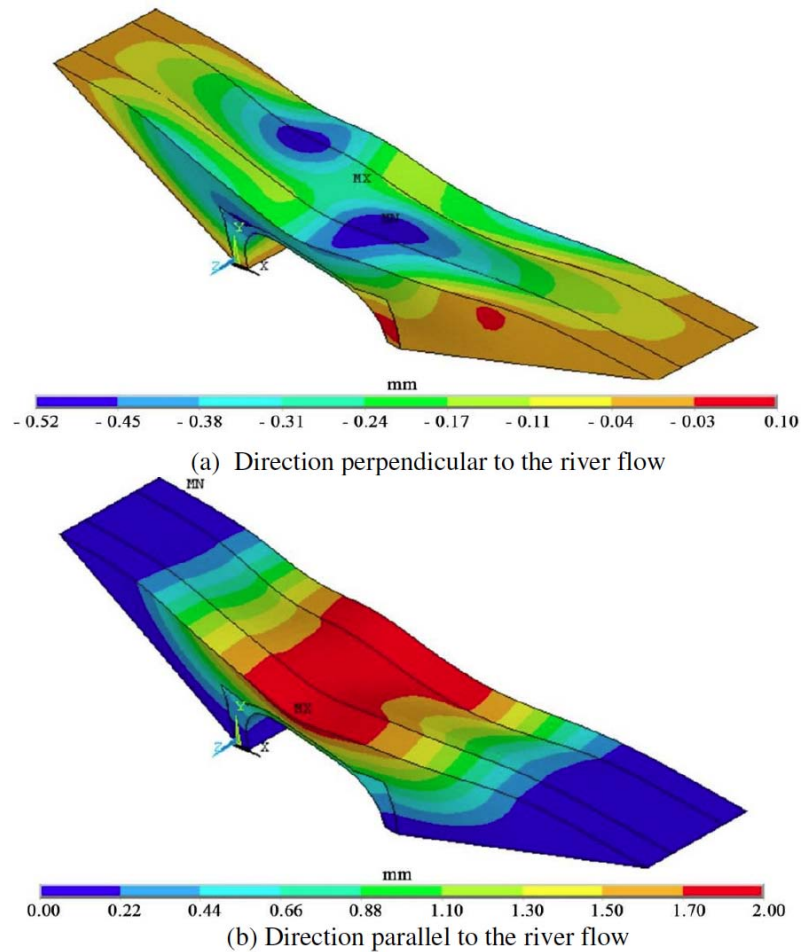 MX
MN
Y
Z X
mm
- 0.52 - 0.45 - 0.38 - 0.31 - 0.24 - 0.17 - 0.11 - 0.04 - 0.03 0.10
(a) Direction perpendicular to the river flow
MN
MX
Y
Z X
mm
0.00 0.22 0.44 0.66 0.88 1.10 1.30 1.50 1.70 2.00
(b) Direction parallel to the river flow